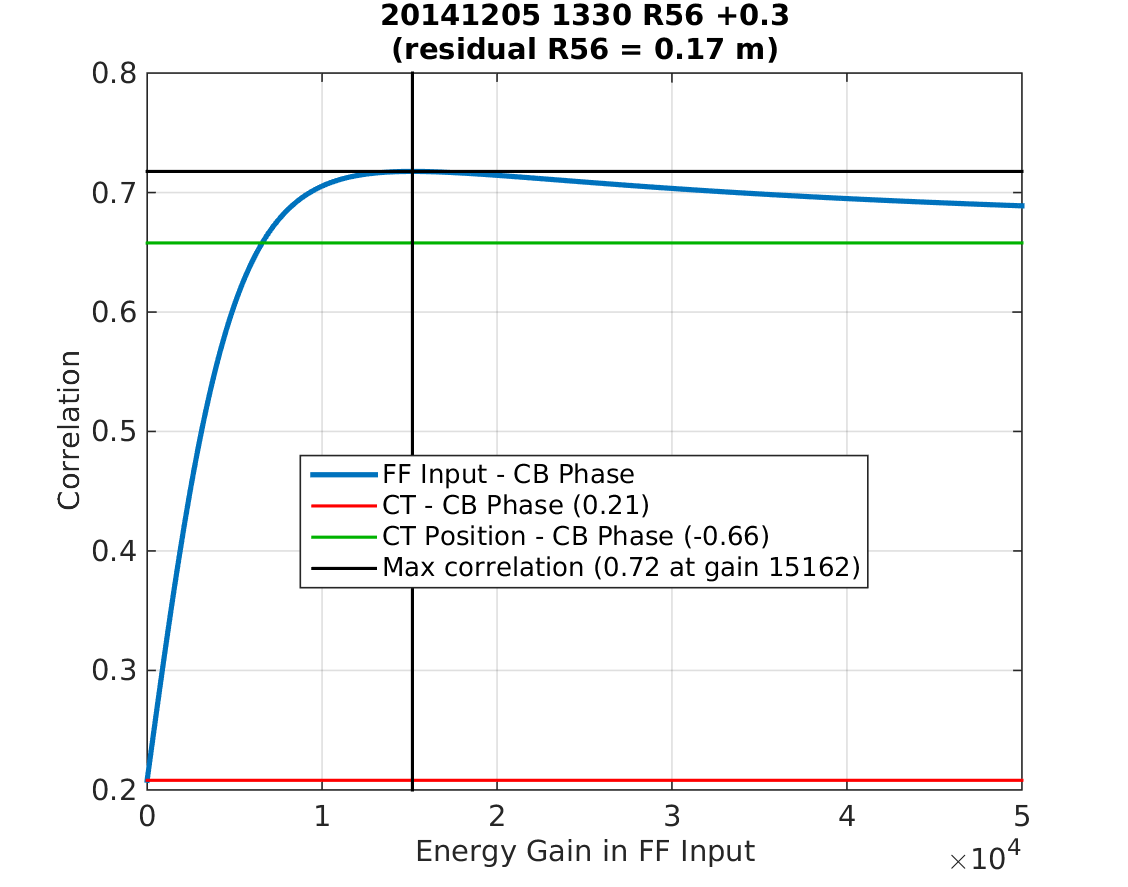 20141205 1330 R56 +0.3
(residual R56 = 0.17 m)
0.8
0.7
0.6
0.5
0.4
0.3
0.2
Correlation
FF Input - CB Phase
CT - CB Phase (0.21)
CT Position - CB Phase (-0.66)
Max correlation (0.72 at gain 15162)
0 1 2 3 4 5
Energy Gain in FF Input
×10⁴